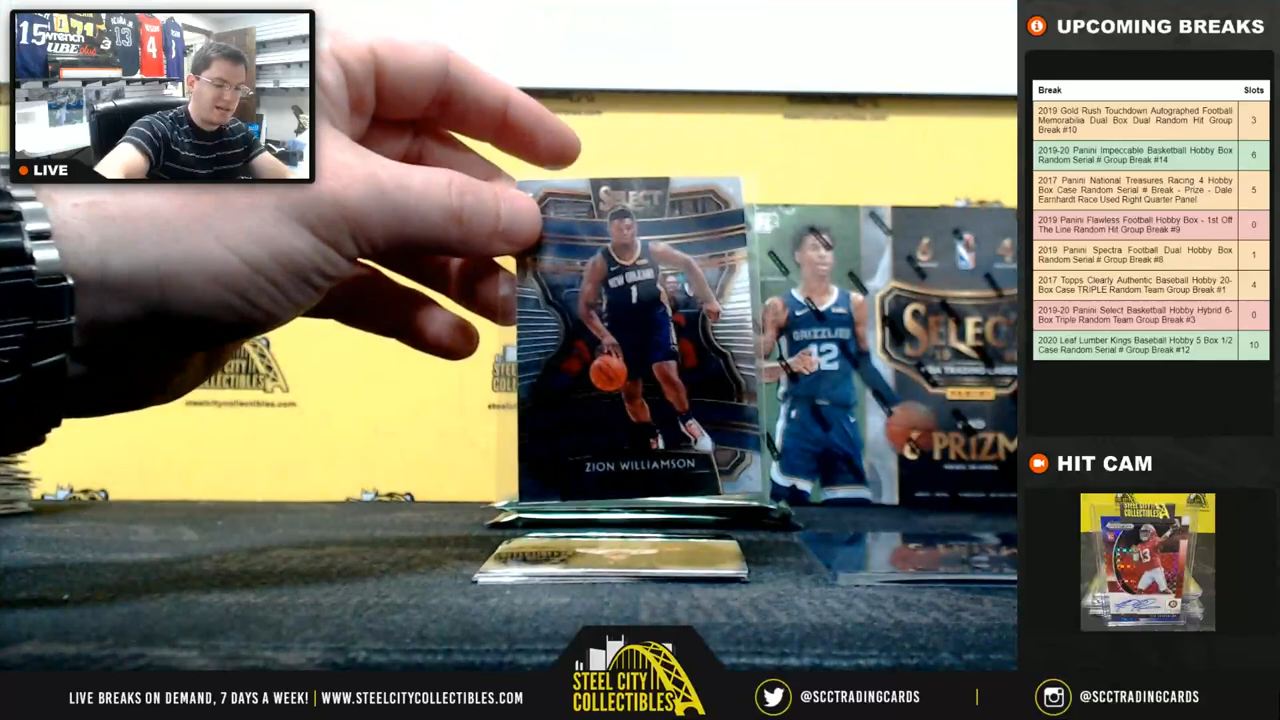 LIVE
UPCOMING BREAKS
Break Slots
2019 Gold Rush Touchdown Autographed Football
Memorabilia Dual Box Dual Random Hit Group
Break #10
3
2019-20 Panini Impeccable Basketball Hobby Box
Random Serial # Group Break #14
6
2017 Panini National Treasures Racing 4 Hobby
Box Case Random Serial # Break - Prize - Dale
Earnhardt Race Used Right Quarter Panel
5
2019 Panini Flawless Football Hobby Box - 1st Off
The Line Random Hit Group Break #9
0
2019 Panini Spectra Football Dual Hobby Box
Random Serial # Group Break #8
1
2017 Topps Clearly Authentic Baseball Hobby 20-
Box Case TRIPLE Random Team Group Break #1
4
2019-20 Panini Select Basketball Hobby Hybrid 6-
Box Triple Random Team Group Break #3
0
2020 Leaf Lumber Kings Baseball Hobby 5 Box 1/2
Case Random Serial # Group Break #12
10
HIT CAM
SELECT
NEW ORLEANS
1
ZION WILLIAMSON
GRIZZLIES
12
SELEC
PRIZM
steelcitycollectibles.com
15
13
4
LIVE BREAKS ON DEMAND, 7 DAYS A WEEK! | WWW.STEELCITYCOLLECTIBLES.COM
STEEL CITY
COLLECTIBLES
@SCCTRADINGCARDS
@SCCTRADINGCARDS